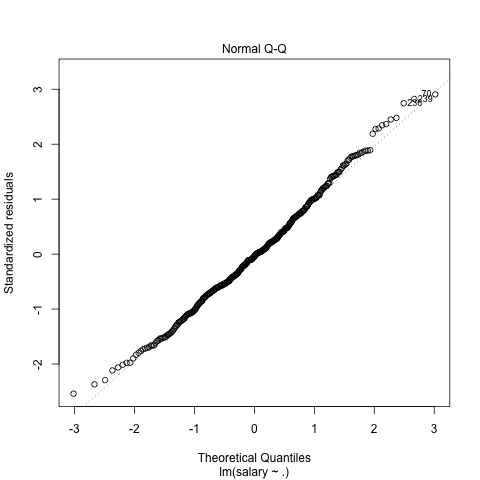 Normal Q-Q
3
2
1
0
-1
-2
Standardized residuals
70
239
236
-3 -2 -1 0 1 2 3
Theoretical Quantiles
lm(salary ~ .)